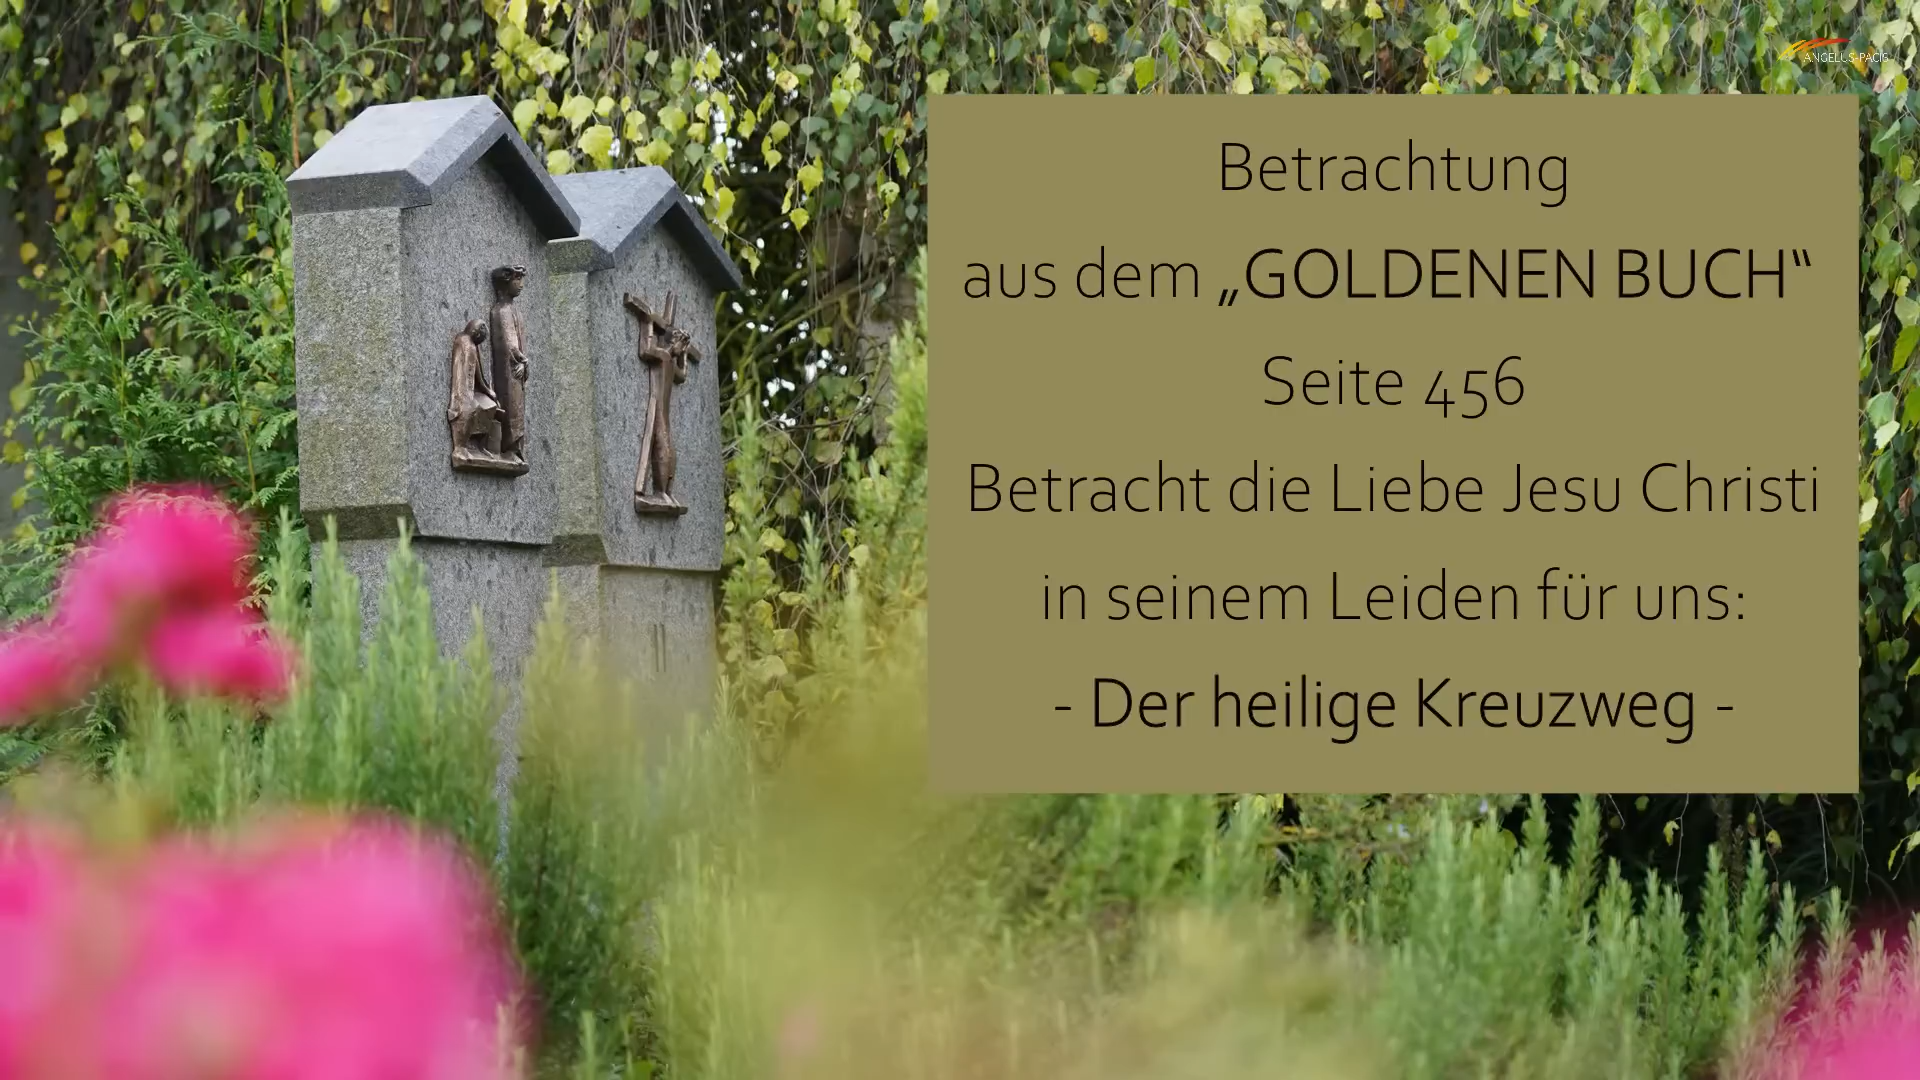 ANGELUS-PACIS
Betrachtung
aus dem „GOLDENEN BUCH“
Seite 456
Betracht die Liebe Jesu Christi
in seinem Leiden für uns:
- Der heilige Kreuzweg -
II